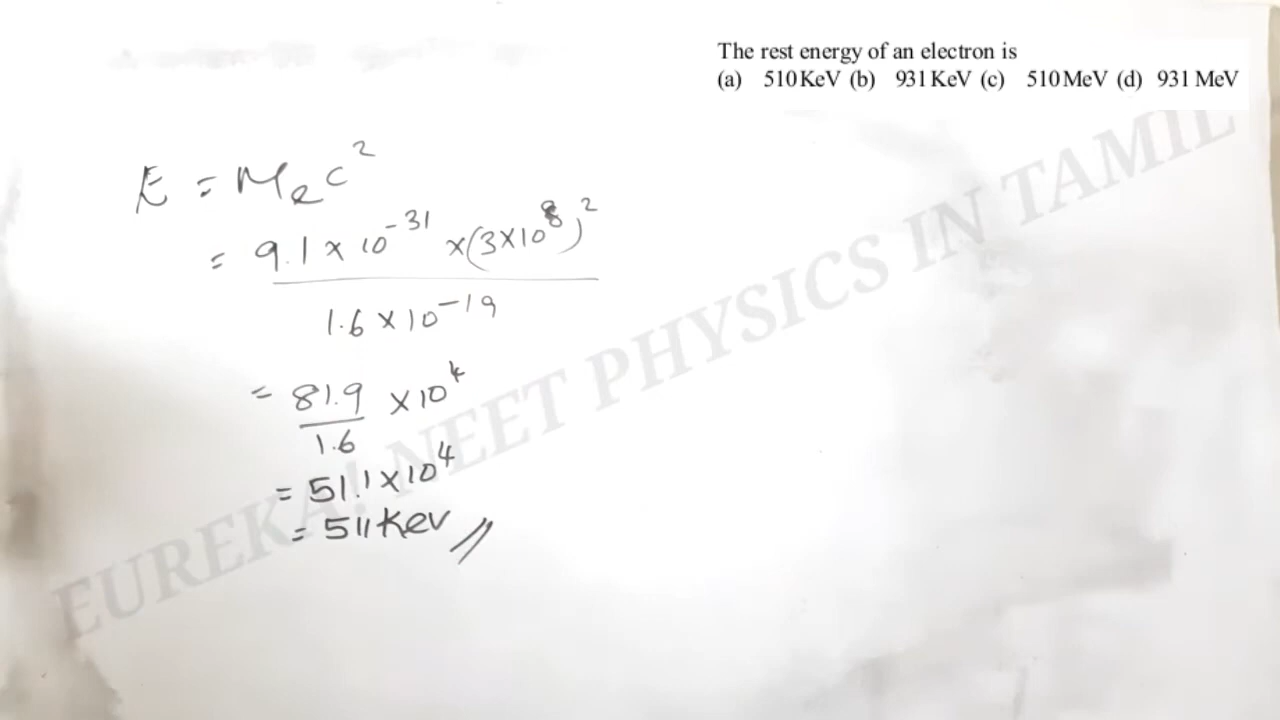 The rest energy of an electron is
(a) 510 KeV (b) 931 KeV (c) 510 MeV (d) 931 MeV
E = Mec²
= 9.1 × 10⁻³¹ × (3×10⁸)²
1.6 × 10⁻¹⁹
= 81.9 × 10⁴
1.6
= 51.1 × 10⁴
= 511 Kev //
EUREKA! NEET PHYSICS IN TAMIL